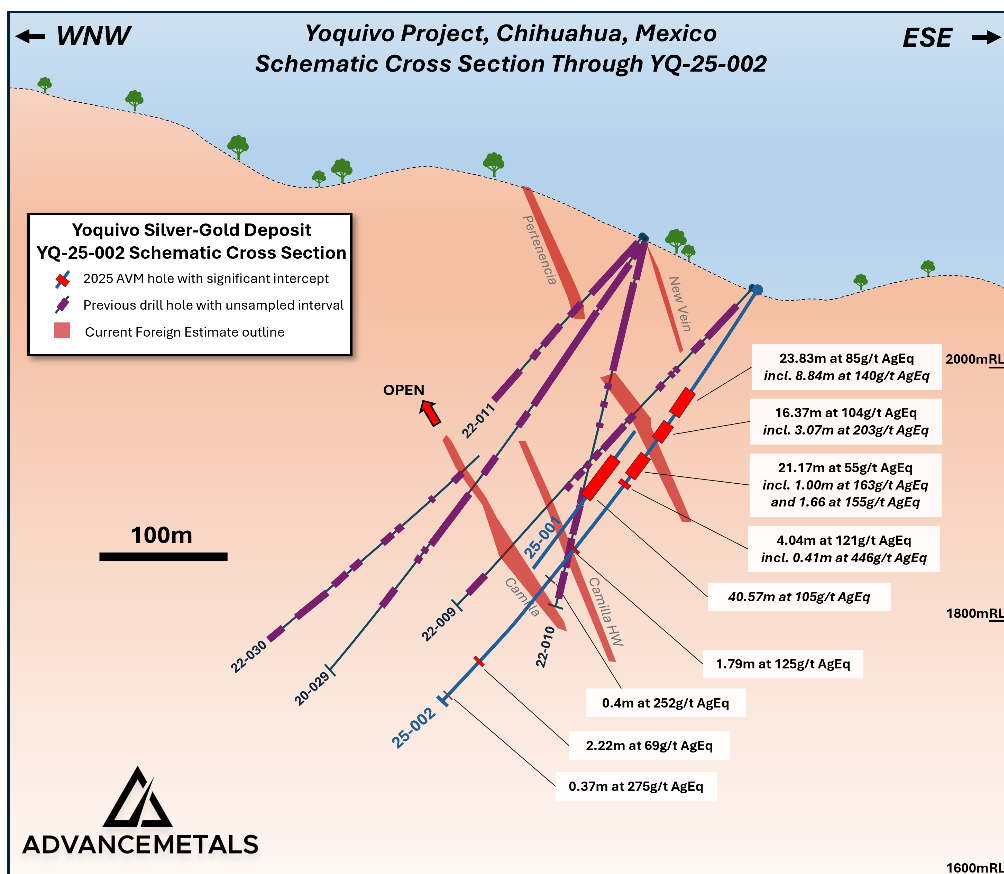 WNW
Yoquivo Project, Chihuahua, Mexico
Schematic Cross Section Through YQ-25-002
ESE
Yoquivo Silver-Gold Deposit
YQ-25-002 Schematic Cross Section
2025 AVM hole with significant intercept
Previous drill hole with unsampled interval
Current Foreign Estimate outline
Pertenencia
New Vein
2000mRL
23.83m at 85g/t AgEq
incl. 8.84m at 140g/t AgEq
OPEN
22-011
16.37m at 104g/t AgEq
incl. 3.07m at 203g/t AgEq
21.17m at 55g/t AgEq
incl. 1.00m at 163g/t AgEq
and 1.66 at 155g/t AgEq
100m
25-001
4.04m at 121g/t AgEq
incl. 0.41m at 446g/t AgEq
40.57m at 105g/t AgEq
Camilla
Camilla HW
1800mRL
22-009
22-010
22-030
20-029
1.79m at 125g/t AgEq
0.4m at 252g/t AgEq
25-002
2.22m at 69g/t AgEq
0.37m at 275g/t AgEq
ADVANCEMETALS
1600mRL